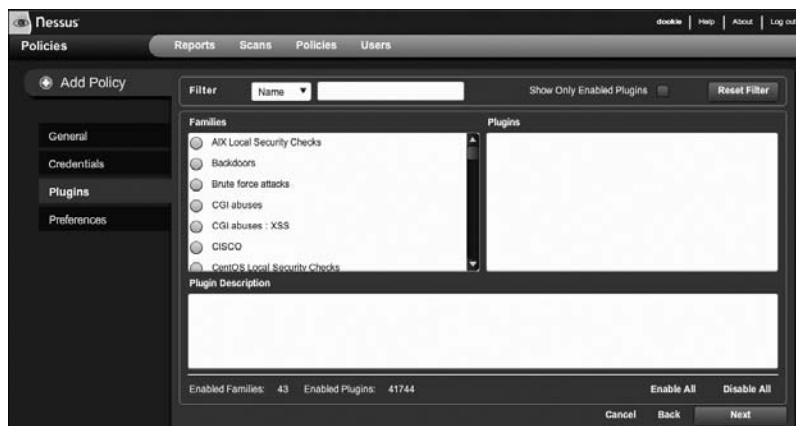 Nessus
dookie | Help | About | Log out
Policies
Reports Scans Policies Users
Add Policy
General
Credentials
Plugins
Preferences
Filter Name Show Only Enabled Plugins Reset Filter
Families
AIX Local Security Checks
Backdoors
Brute force attacks
CGI abuses
CGI abuses : XSS
CISCO
CentOS Local Security Checks
Plugins
Plugin Description
Enabled Families: 43 Enabled Plugins: 41744 Enable All Disable All
Cancel Back Next